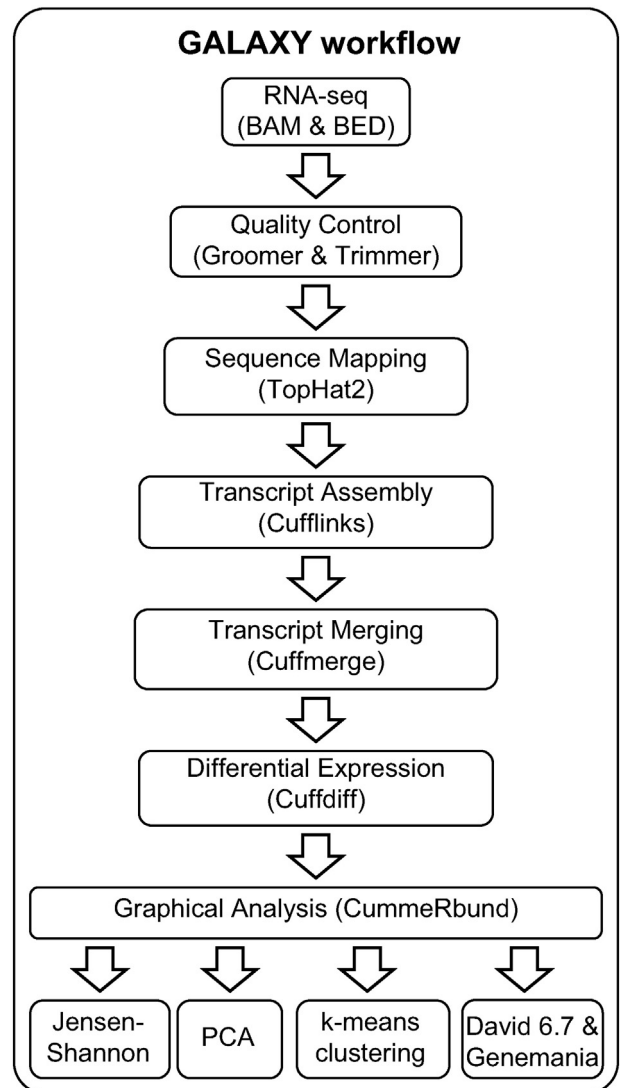 GALAXY workflow
RNA-seq
(BAM & BED)
Quality Control
(Groomer & Trimmer)
Sequence Mapping
(TopHat2)
Transcript Assembly
(Cufflinks)
Transcript Merging
(Cuffmerge)
Differential Expression
(Cuffdiff)
Graphical Analysis (CummeRbund)
Jensen-
Shannon
PCA
k-means
clustering
David 6.7 &
Genemania